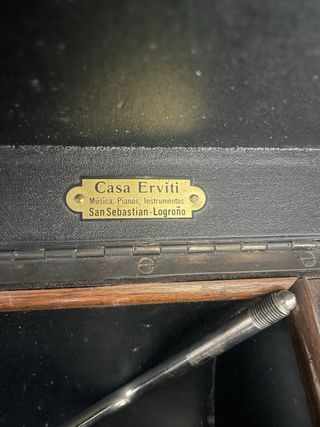 Casa Erviti
Música, Pianos, Instrumentos
San Sebastián-Logroño